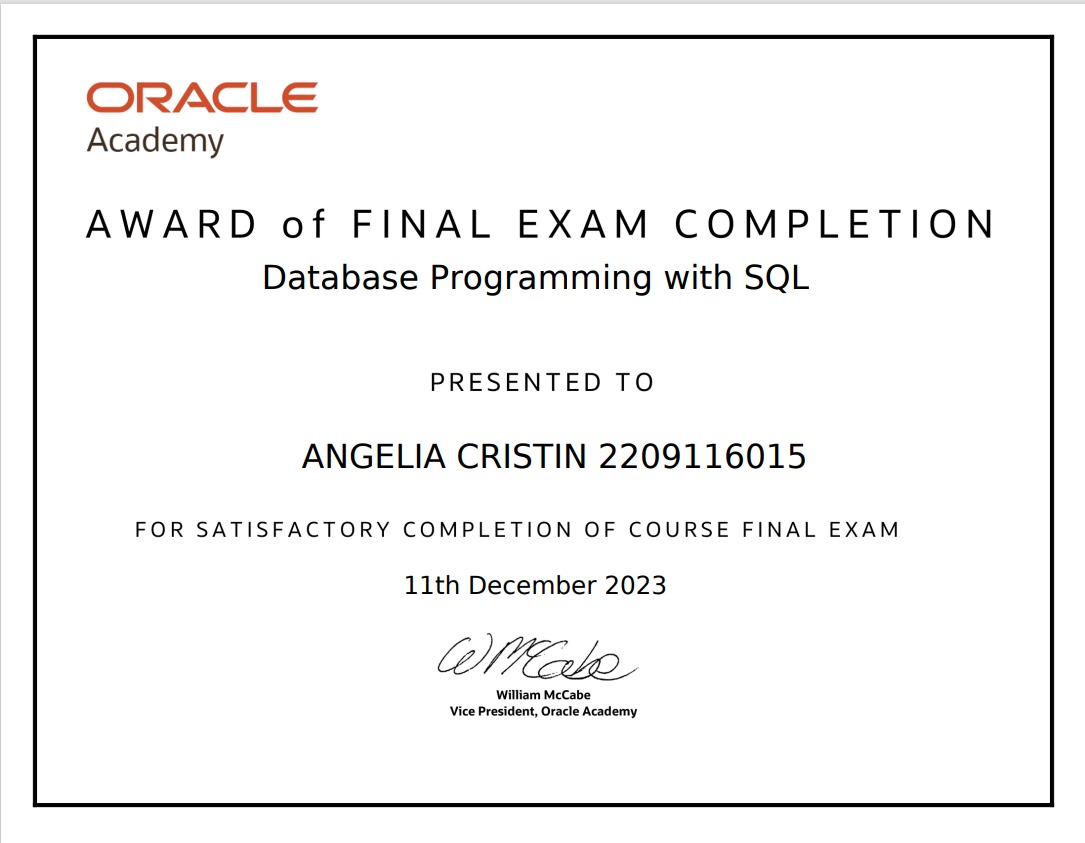 ORACLE
Academy
AWARD of FINAL EXAM COMPLETION
Database Programming with SQL
PRESENTED TO
ANGELIA CRISTIN 2209116015
FOR SATISFACTORY COMPLETION OF COURSE FINAL EXAM
11th December 2023
W McCabe
William McCabe
Vice President, Oracle Academy